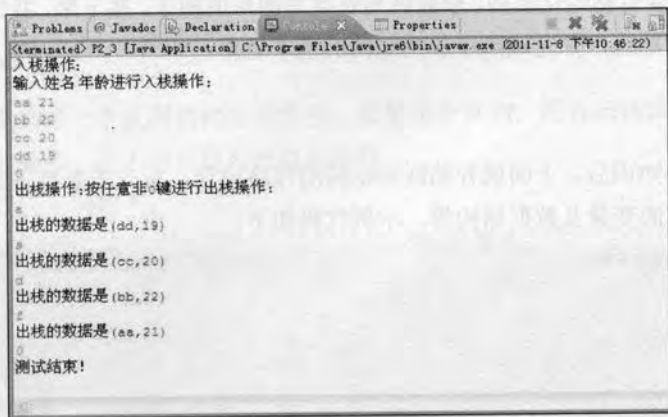 Problems @ Javadoc Declaration Console Properties
<terminated> P2_3 [Java Application] C:\Program Files\Java\jre6\bin\javaw.exe (2011-11-8 下午10:46:22)
入栈操作:
输入姓名 年龄进行入栈操作:
aa 21
bb 22
cc 20
dd 19
0
出栈操作:按任意非0键进行出栈操作:
出栈的数据是(dd,19)
s
出栈的数据是(cc,20)
d
出栈的数据是(bb,22)
f
出栈的数据是(aa,21)
0
测试结束!